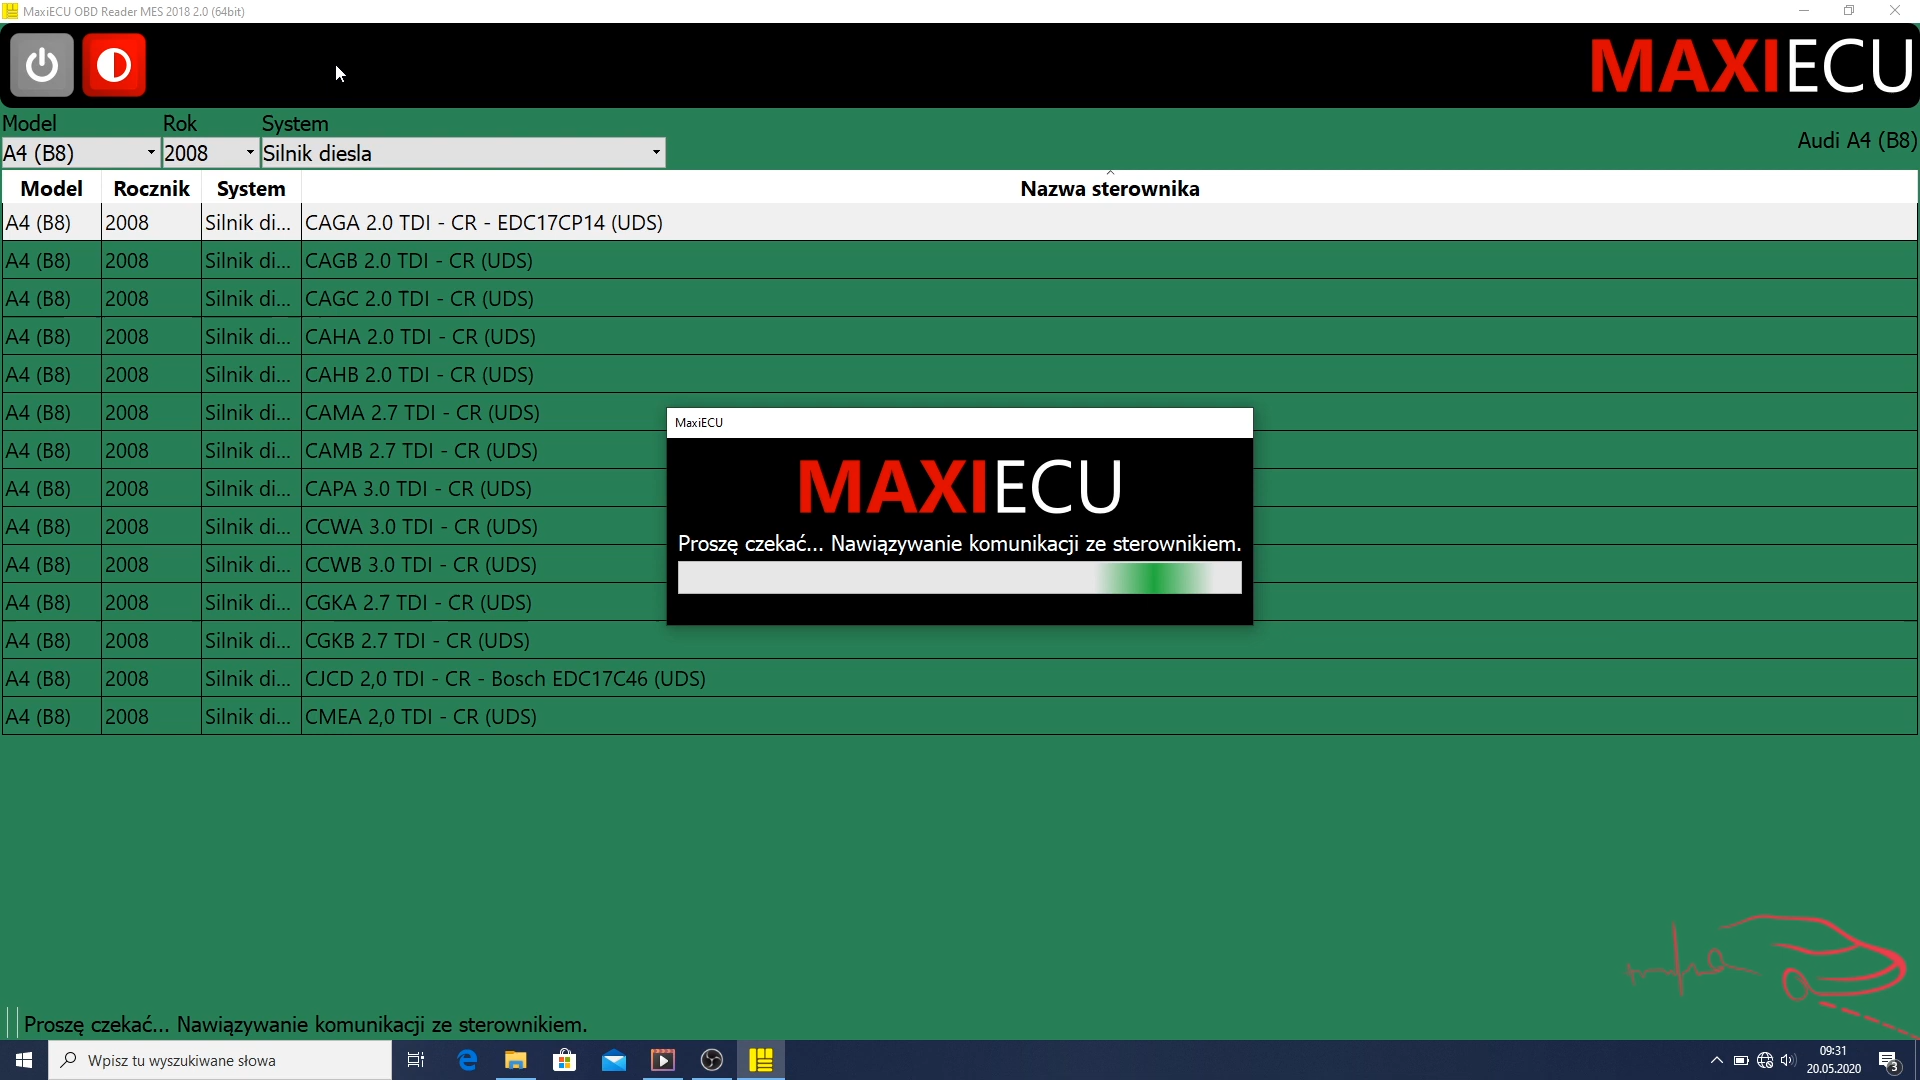 MaxiECU OBD Reader MES 2018 2.0 (64bit)
MAXIECU
Model Rok System
A4 (B8) 2008 Silnik diesla
Audi A4 (B8)
Model Rocznik System Nazwa sterownika
A4 (B8) 2008 Silnik di... CAGA 2.0 TDI - CR - EDC17CP14 (UDS)
A4 (B8) 2008 Silnik di... CAGB 2.0 TDI - CR (UDS)
A4 (B8) 2008 Silnik di... CAGC 2.0 TDI - CR (UDS)
A4 (B8) 2008 Silnik di... CAHA 2.0 TDI - CR (UDS)
A4 (B8) 2008 Silnik di... CAHB 2.0 TDI - CR (UDS)
A4 (B8) 2008 Silnik di... CAMA 2.7 TDI - CR (UDS)
A4 (B8) 2008 Silnik di... CAMB 2.7 TDI - CR (UDS)
A4 (B8) 2008 Silnik di... CAPA 3.0 TDI - CR (UDS)
A4 (B8) 2008 Silnik di... CCWA 3.0 TDI - CR (UDS)
A4 (B8) 2008 Silnik di... CCWB 3.0 TDI - CR (UDS)
A4 (B8) 2008 Silnik di... CGKA 2.7 TDI - CR (UDS)
A4 (B8) 2008 Silnik di... CGKB 2.7 TDI - CR (UDS)
A4 (B8) 2008 Silnik di... CJCD 2,0 TDI - CR - Bosch EDC17C46 (UDS)
A4 (B8) 2008 Silnik di... CMEA 2,0 TDI - CR (UDS)
MaxiECU
MAXIECU
Proszę czekać... Nawiązywanie komunikacji ze sterownikiem.
Proszę czekać... Nawiązywanie komunikacji ze sterownikiem.
Wpisz tu wyszukiwane słowa
09:31
20.05.2020
3